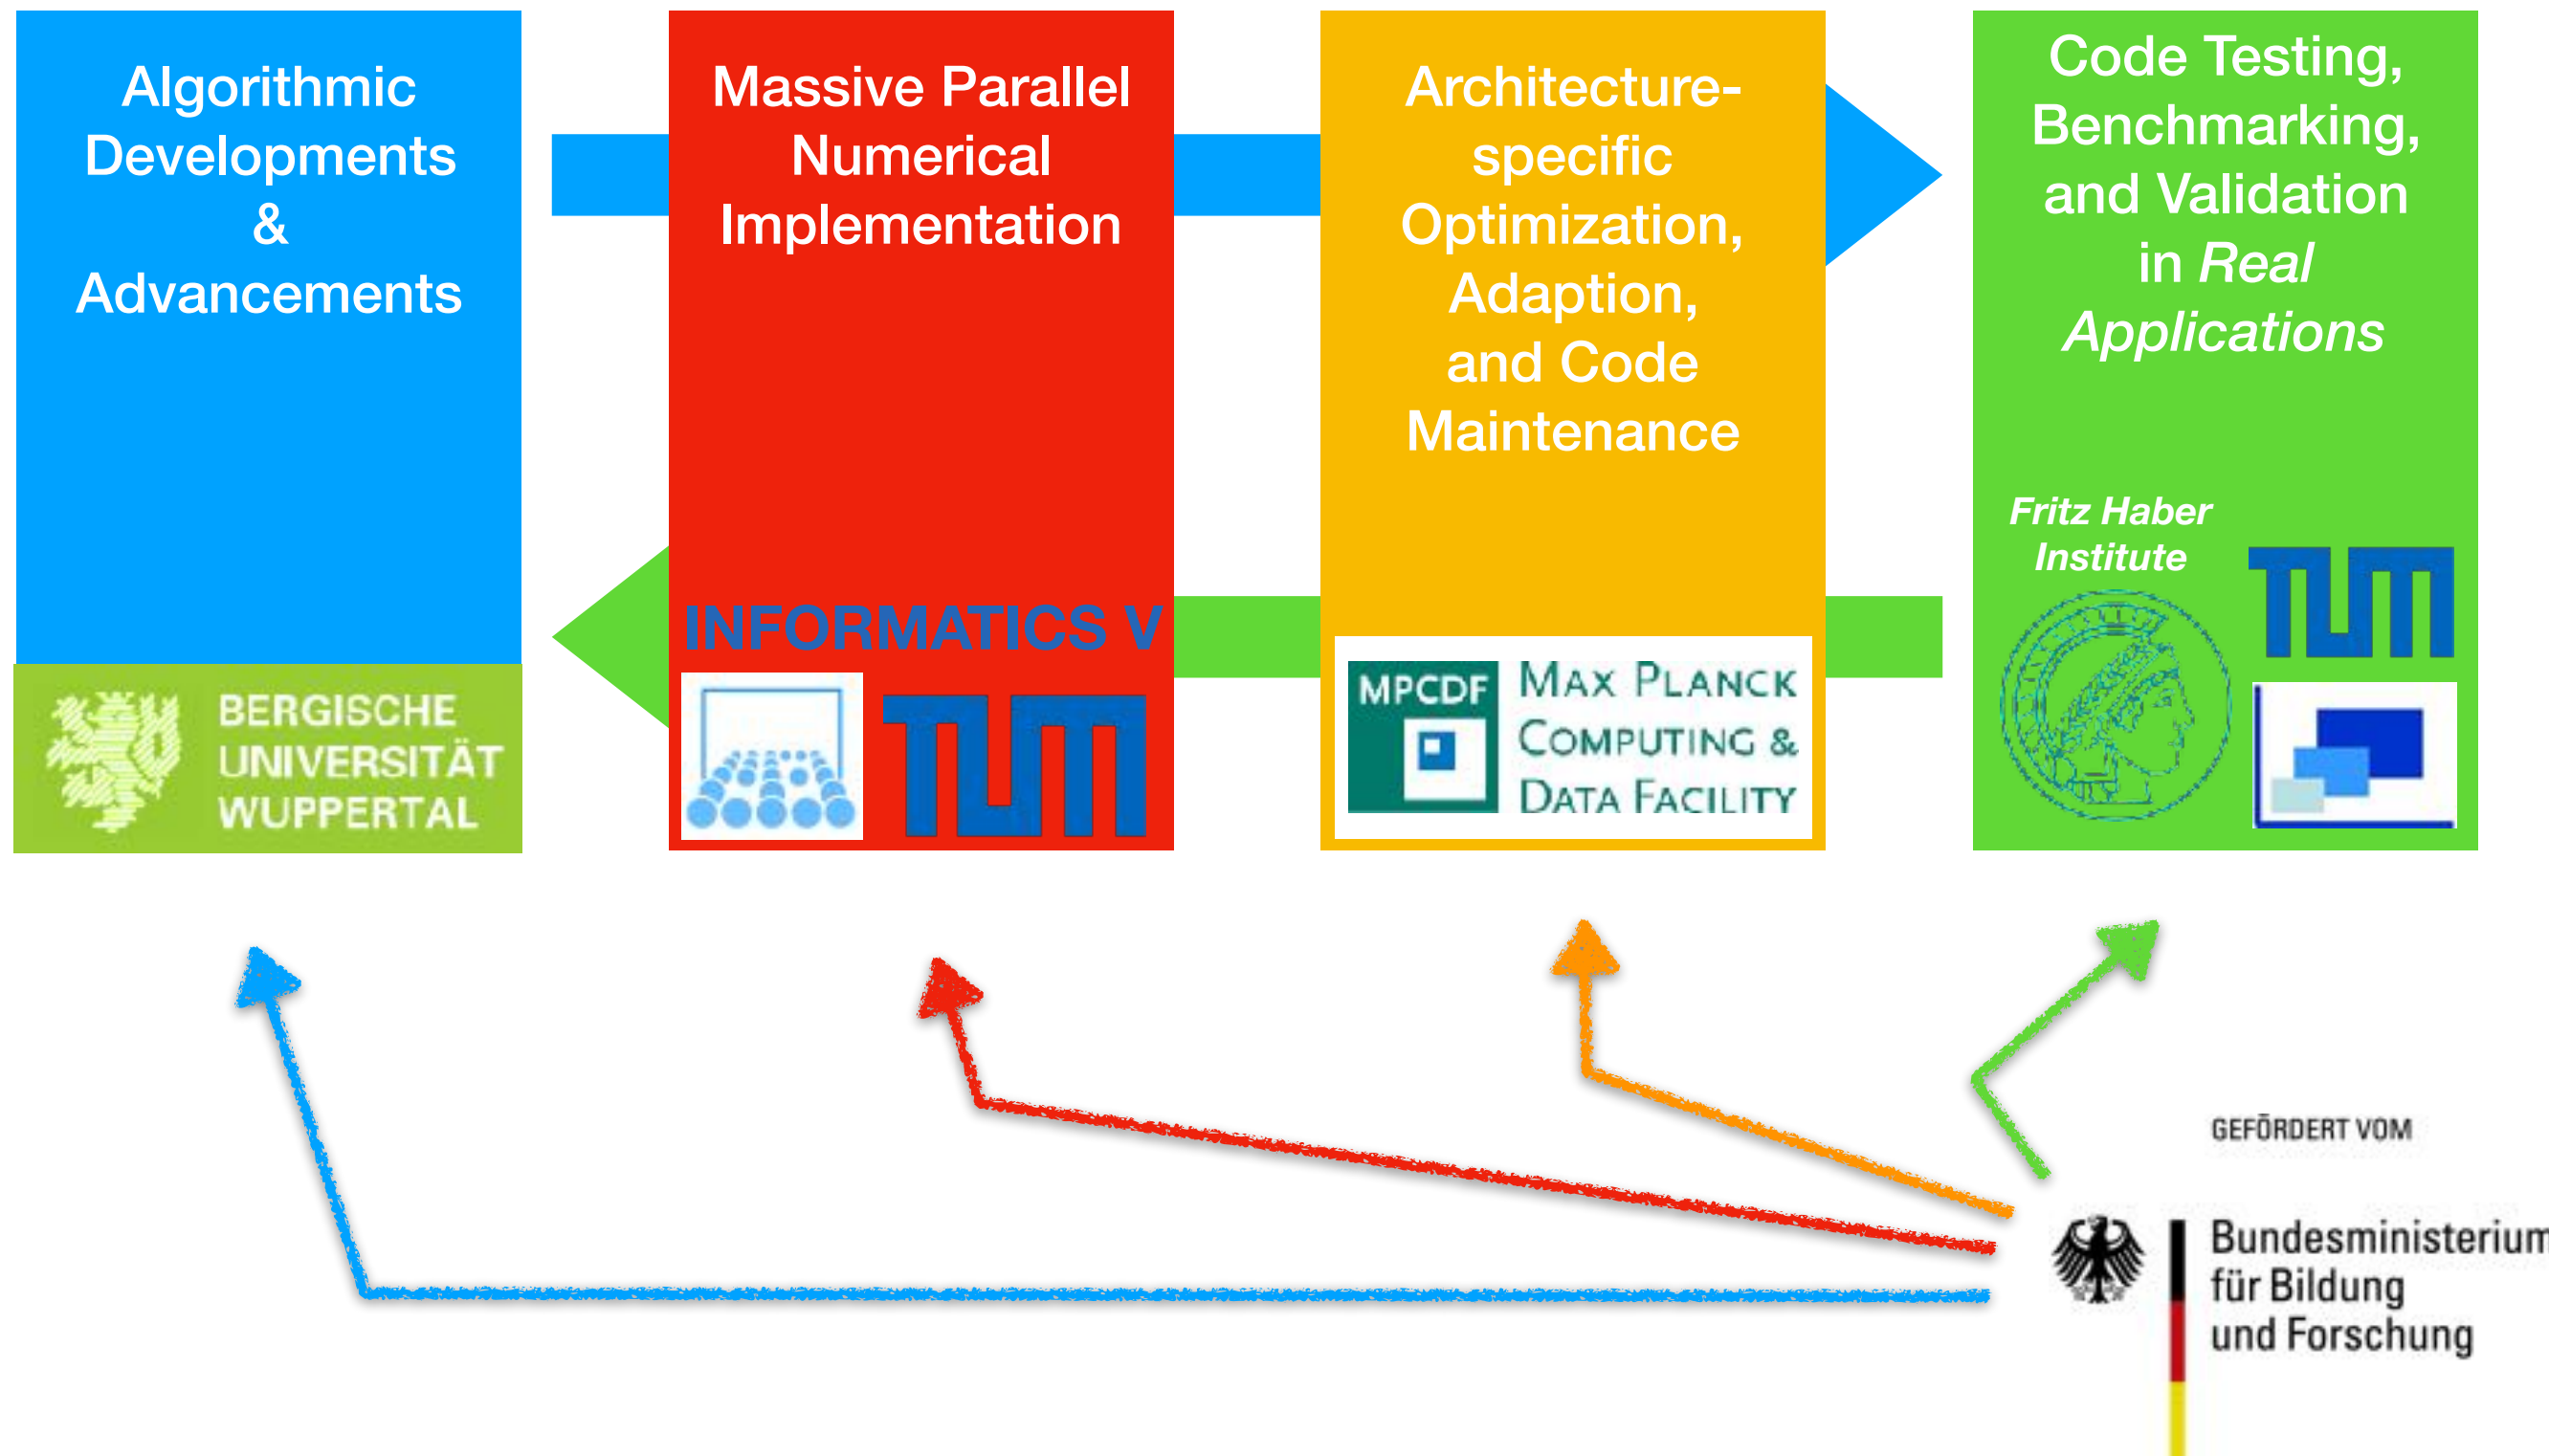 Algorithmic
Developments
&
Advancements
BERGISCHE
UNIVERSITÄT
WUPPERTAL
Massive Parallel
Numerical
Implementation
INFORMATICS V
TUM
Architecture-
specific
Optimization,
Adaption,
and Code
Maintenance
MPCDF
MAX PLANCK
COMPUTING &
DATA FACILITY
Code Testing,
Benchmarking,
and Validation
in Real
Applications
Fritz Haber
Institute
TUM
GEFÖRDERT VOM
Bundesministerium
für Bildung
und Forschung